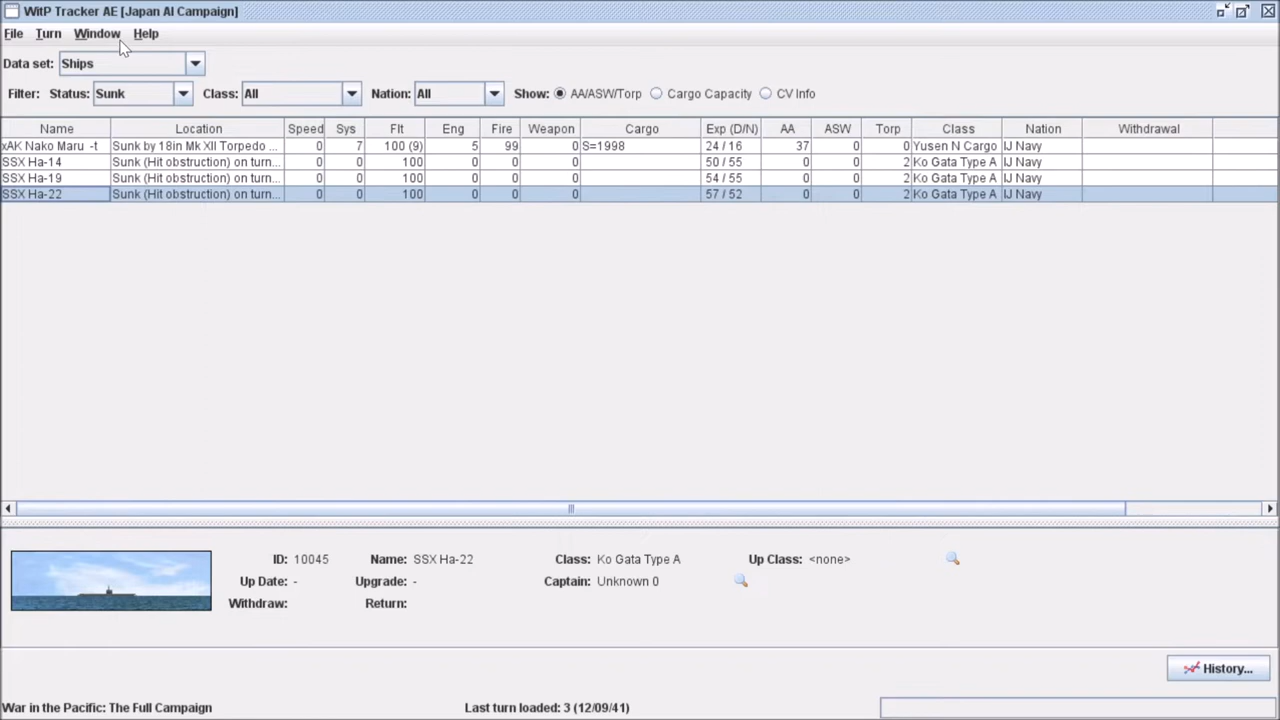 WitP Tracker AE [Japan AI Campaign]
File Turn Window Help
Data set: Ships
Filter: Status: Sunk Class: All Nation: All Show: AA/ASW/Torp Cargo Capacity CV Info
Name Location Speed Sys Flt Eng Fire Weapon Cargo Exp (D/N) AA ASW Torp Class Nation Withdrawal
xAK Nako Maru -t Sunk by 18in Mk XII Torpedo ... 0 7 100 (9) 5 99 0 S=1998 24 / 16 37 0 0 Yusen N Cargo IJ Navy
SSX Ha-14 Sunk (Hit obstruction) on turn... 0 0 100 0 0 0 50 / 55 0 0 2 Ko Gata Type A IJ Navy
SSX Ha-19 Sunk (Hit obstruction) on turn... 0 0 100 0 0 0 54 / 55 0 0 2 Ko Gata Type A IJ Navy
SSX Ha-22 Sunk (Hit obstruction) on turn... 0 0 100 0 0 0 57 / 52 0 0 2 Ko Gata Type A IJ Navy
ID: 10045 Name: SSX Ha-22 Class: Ko Gata Type A Up Class: <none>
Up Date: - Upgrade: - Captain: Unknown 0
Withdraw: Return:
History...
War in the Pacific: The Full Campaign Last turn loaded: 3 (12/09/41)